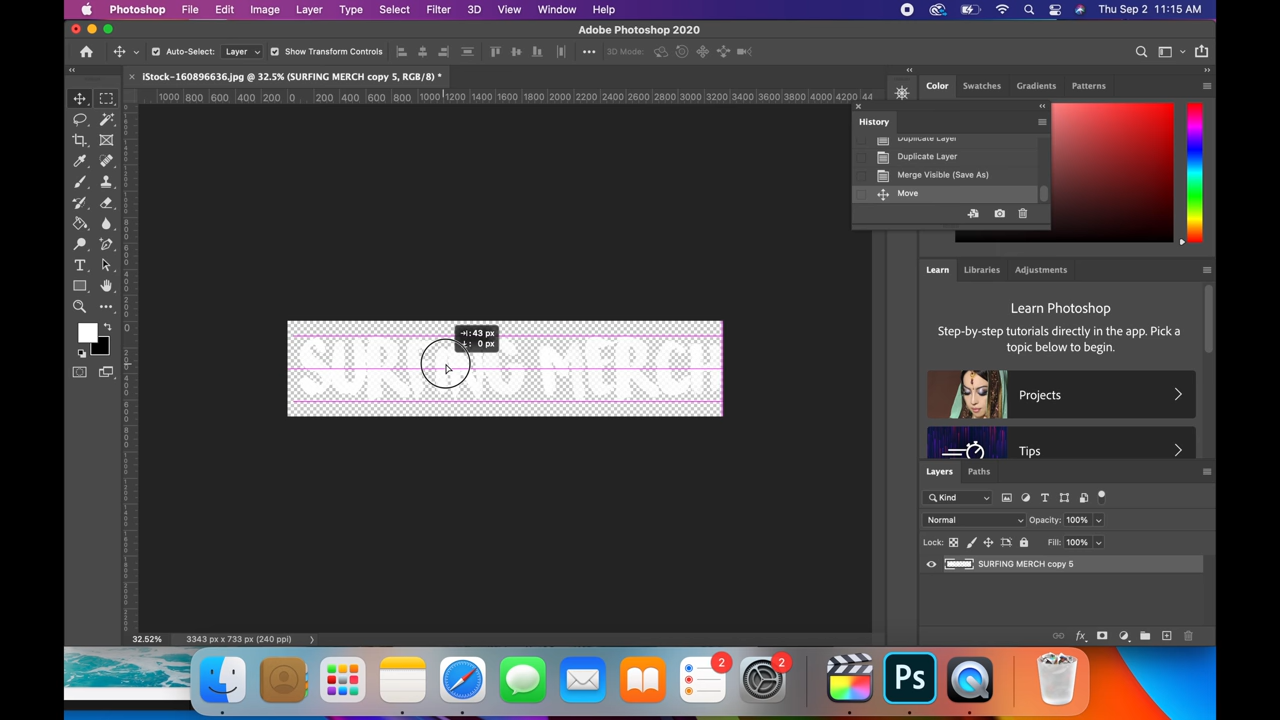 Photoshop File Edit Image Layer Type Select Filter 3D View Window Help Thu Sep 2 11:15 AM
Adobe Photoshop 2020
Auto-Select: Layer Show Transform Controls 3D Mode:
iStock-160896636.jpg @ 32.5% (SURFING MERCH copy 5, RGB/8) *
1000 800 600 400 200 0 200 400 600 800 1000 1200 1400 1600 1800 2000 2200 2400 2600 2800 3000 3200 3400 3600 3800 4000 4200 44
Color Swatches Gradients Patterns
History
Duplicate Layer
Duplicate Layer
Merge Visible (Save As)
Move
Learn Libraries Adjustments
Learn Photoshop
Step-by-step tutorials directly in the app. Pick a
topic below to begin.
Projects
Tips
SURFING MERCH
43 px
0 px
Layers Paths
Kind
Normal Opacity: 100%
Lock: Fill: 100%
SURFING MERCH copy 5
32.52% 3343 px x 733 px (240 ppi)
2
2
Ps